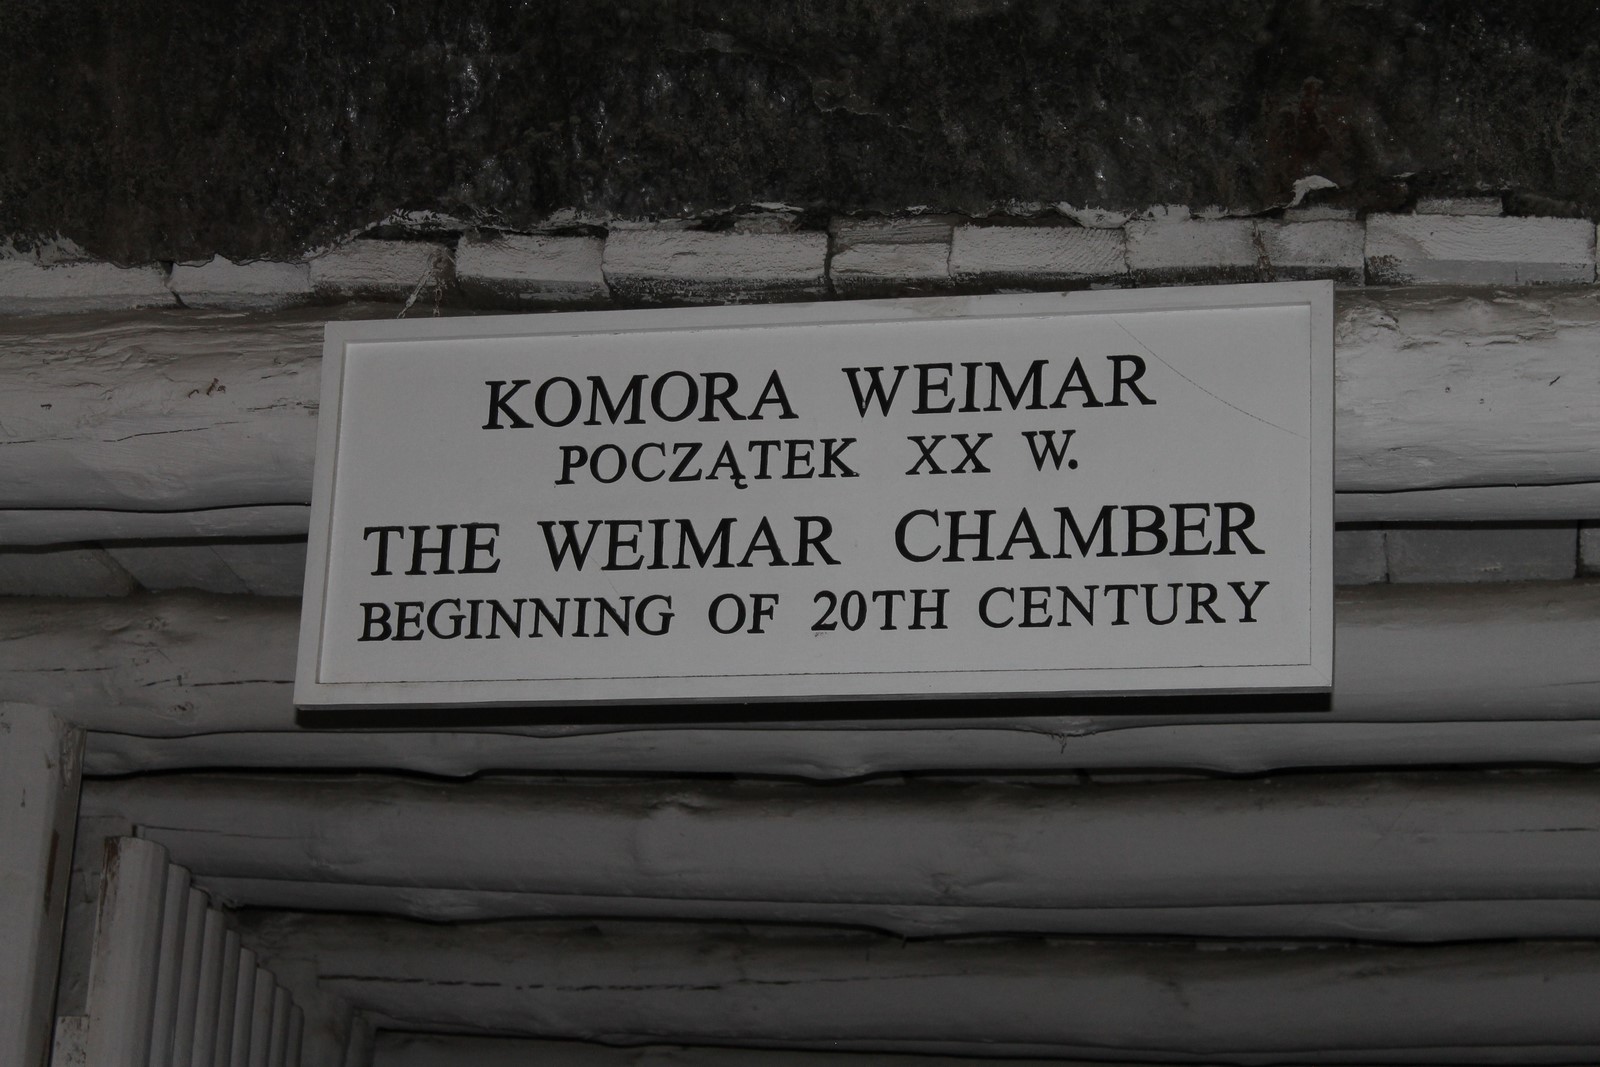 KOMORA WEIMAR
POCZĄTEK XX W.
THE WEIMAR CHAMBER
BEGINNING OF 20TH CENTURY